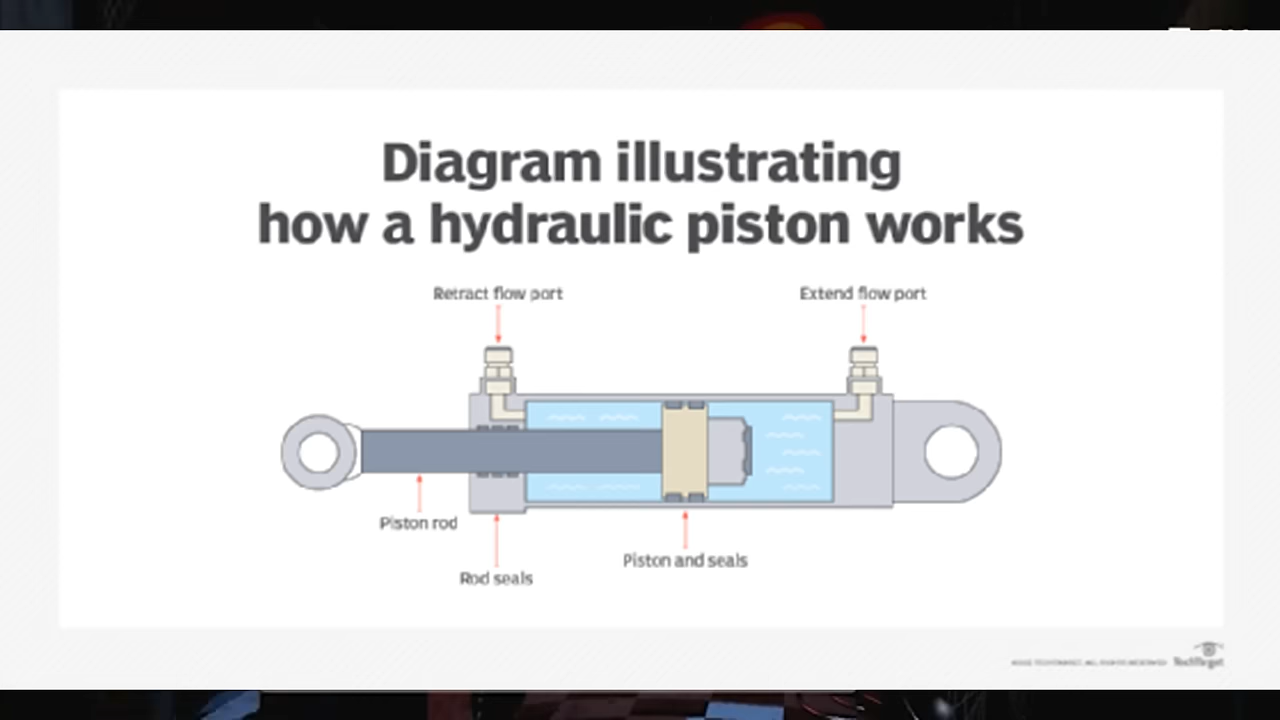 Diagram illustrating
how a hydraulic piston works
Retract flow port
Extend flow port
Piston rod
Rod seals
Piston and seals
TechTarget